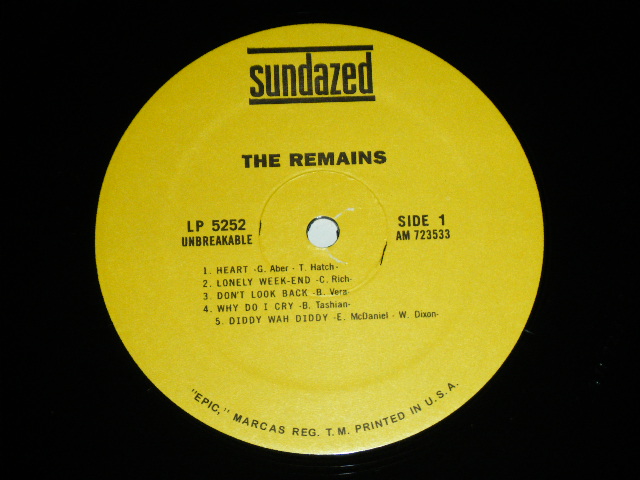 sundazed
THE REMAINS
LP 5252
UNBREAKABLE
SIDE 1
AM 723533
1. HEART -G. Aber - T. Hatch-
2. LONELY WEEK-END -C. Rich-
3. DON'T LOOK BACK -B. Vera-
4. WHY DO I CRY -B. Tashian-
5. DIDDY WAH DIDDY -E. McDaniel - W. Dixon-
"EPIC," MARCAS REG. T.M. PRINTED IN U.S.A.